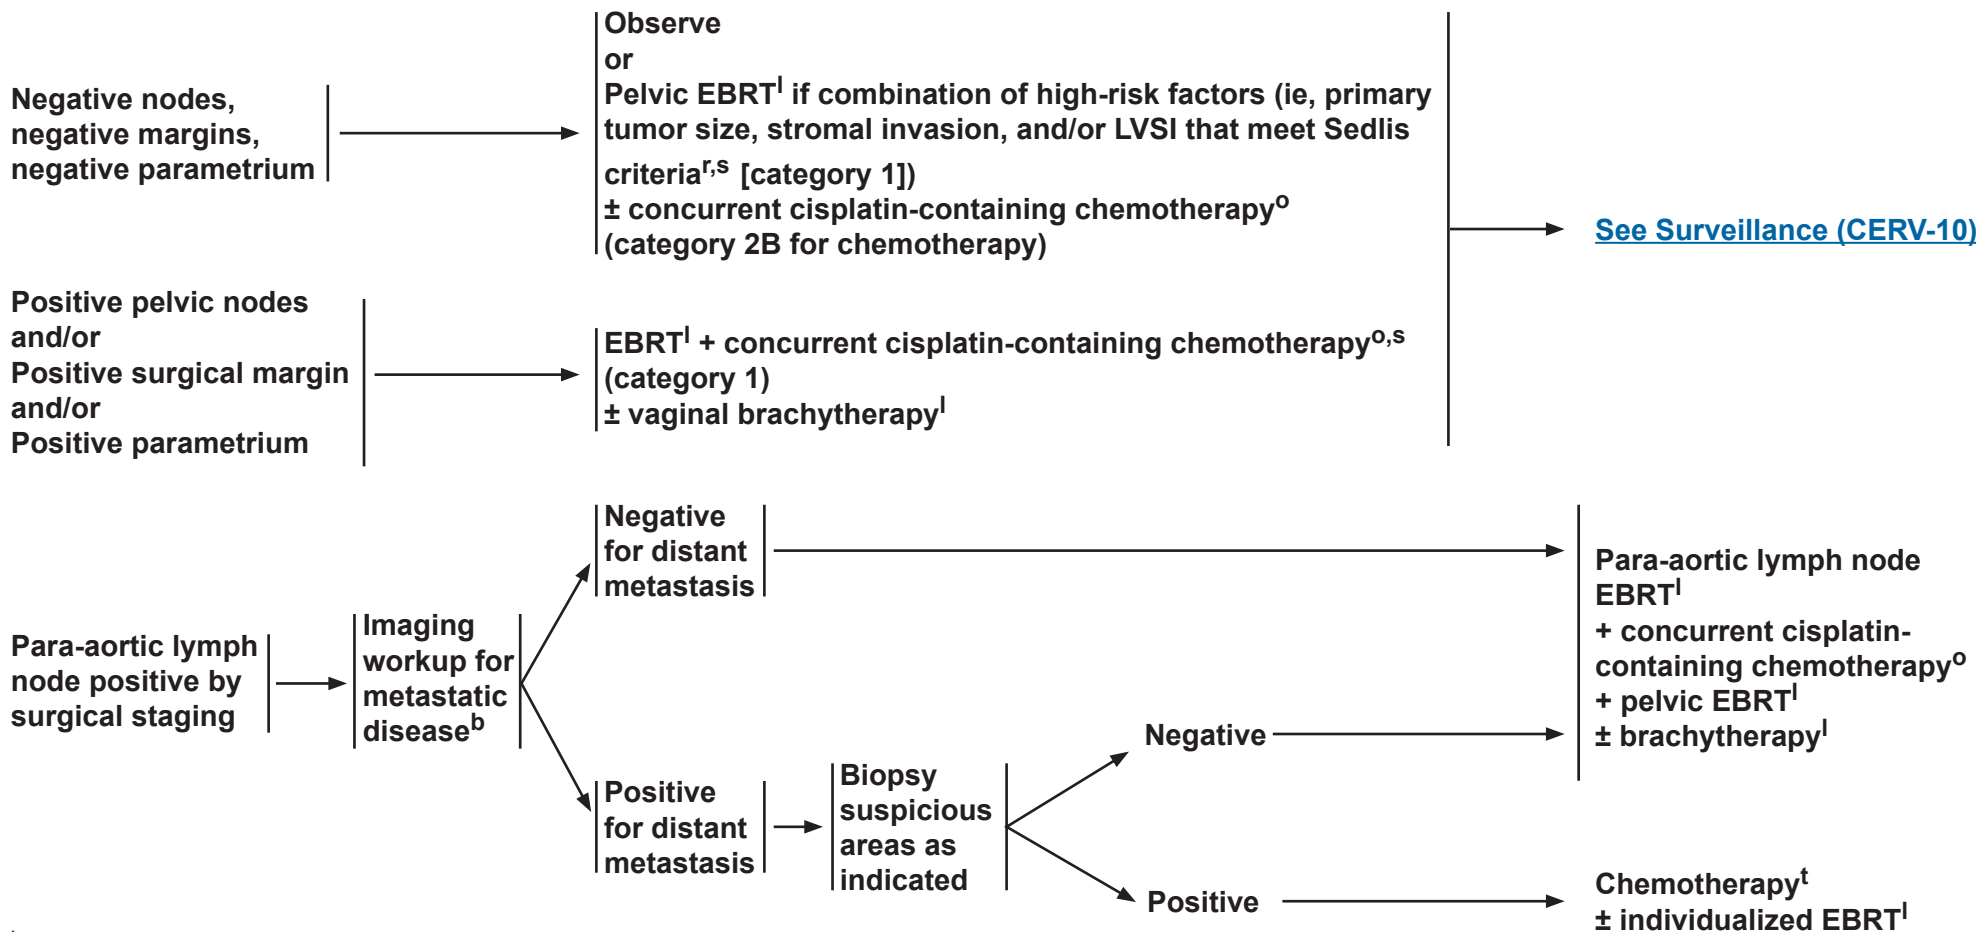 Negative nodes,
negative margins,
negative parametrium
Observe
or
Pelvic EBRTˡ if combination of high-risk factors (ie, primary
tumor size, stromal invasion, and/or LVSI that meet Sedlis
criteriaʳ,ˢ [category 1])
± concurrent cisplatin-containing chemotherapyᵒ
(category 2B for chemotherapy)
See Surveillance (CERV-10)
Positive pelvic nodes
and/or
Positive surgical margin
and/or
Positive parametrium
EBRTˡ + concurrent cisplatin-containing chemotherapyᵒ,ˢ
(category 1)
± vaginal brachytherapyˡ
Para-aortic lymph
node positive by
surgical staging
Imaging
workup for
metastatic
diseaseᵇ
Negative
for distant
metastasis
Positive
for distant
metastasis
Biopsy
suspicious
areas as
indicated
Negative
Positive
Para-aortic lymph node
EBRTˡ
+ concurrent cisplatin-
containing chemotherapyᵒ
+ pelvic EBRTˡ
± brachytherapyˡ
Chemotherapyᵗ
± individualized EBRTˡ